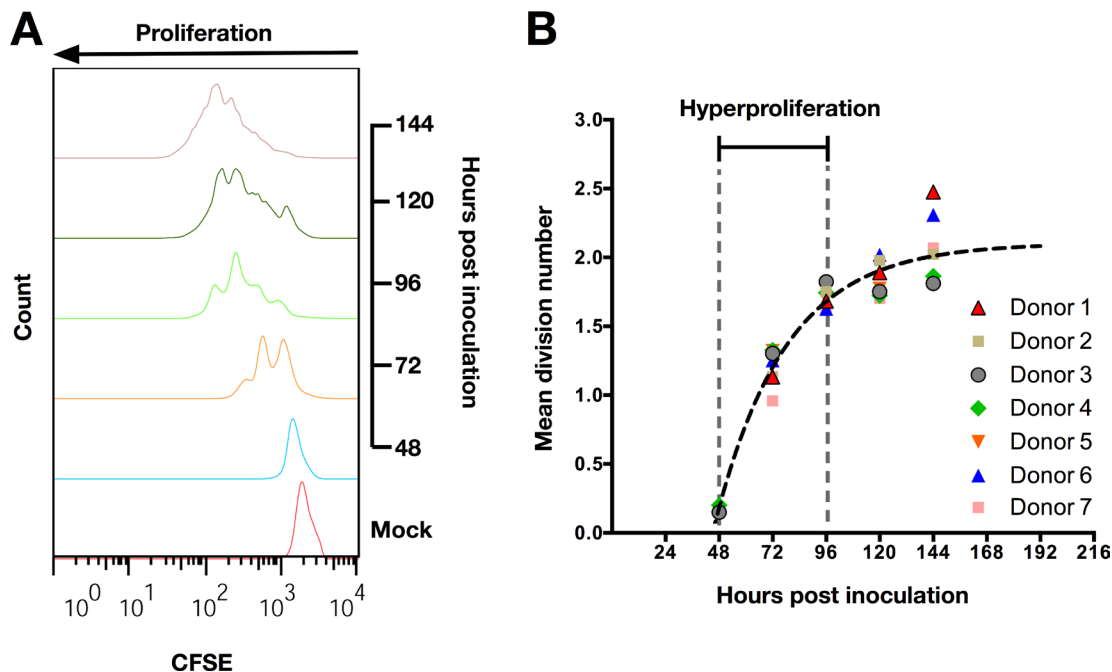 A
Proliferation
144
120
96
72
48
Mock
Hours post inoculation
Count
10^0 10^1 10^2 10^3 10^4
CFSE
B
Hyperproliferation
3.0
2.5
2.0
1.5
1.0
0.5
0.0
Mean division number
24 48 72 96 120 144 168 192 216
Hours post inoculation
Donor 1
Donor 2
Donor 3
Donor 4
Donor 5
Donor 6
Donor 7